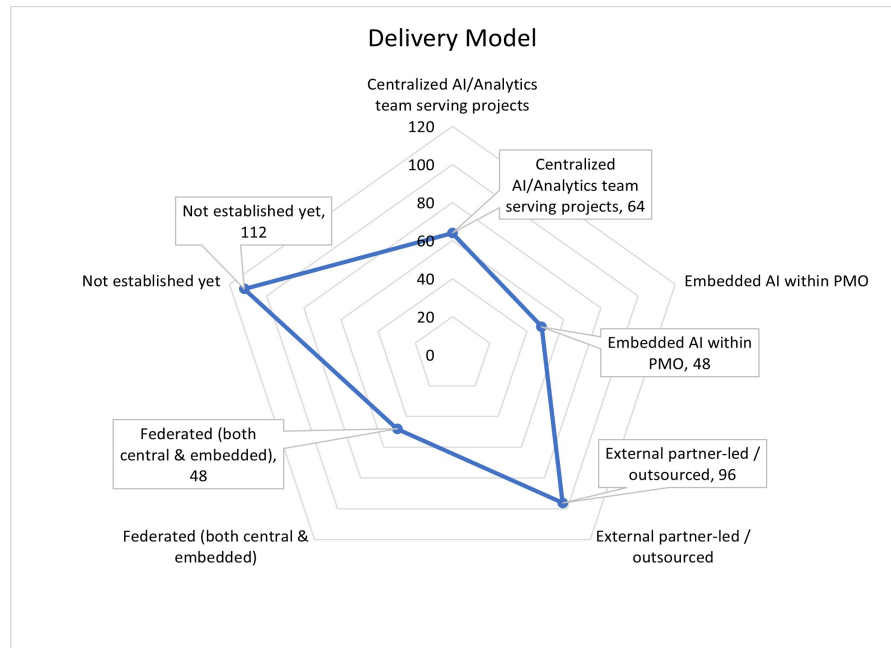 Delivery Model
Centralized AI/Analytics
team serving projects
120
100
80
60
40
20
0
Centralized
AI/Analytics team
serving projects, 64
Not established yet,
112
Not established yet
Embedded AI within PMO
Embedded AI within
PMO, 48
Federated (both
central & embedded),
48
External partner-led /
outsourced, 96
Federated (both central &
embedded)
External partner-led /
outsourced